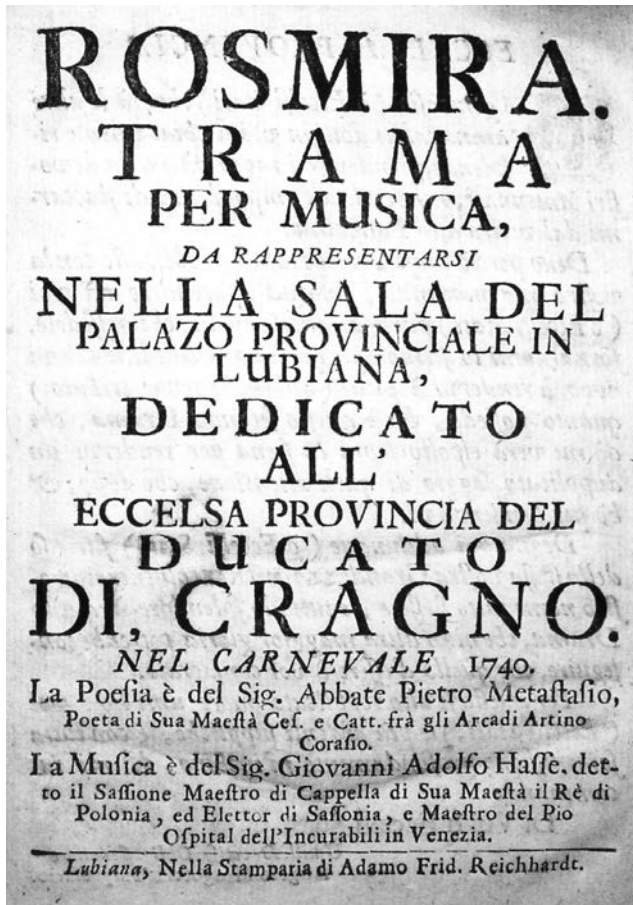 ROSMIRA.
TRAMA
PER MUSICA,
DA RAPPRESENTARSI
NELLA SALA DEL
PALAZO PROVINCIALE IN
LUBIANA,
DEDICATO
ALL'
ECCELSA PROVINCIA DEL
DUCATO
DI, CRAGNO.
NEL CARNEVALE 1740.
La Poeſia è del Sig. Abbate Pietro Metaſtaſio,
Poeta di Sua Maeſtà Ceſ. e Catt. frà gli Arcadi Artino
Coraſio.
La Muſica è del Sig. Giovanni Adolfo Haſſe. det-
to il Saſſione Maeſtro di Cappella di Sua Maeſtà il Rè di
Polonia, ed Elettor di Saſſonia, e Maeſtro del Pio
Oſpital dell'Incurabili in Venezia.
Lubiana, Nella Stamparia di Adamo Frid. Reichhardt.